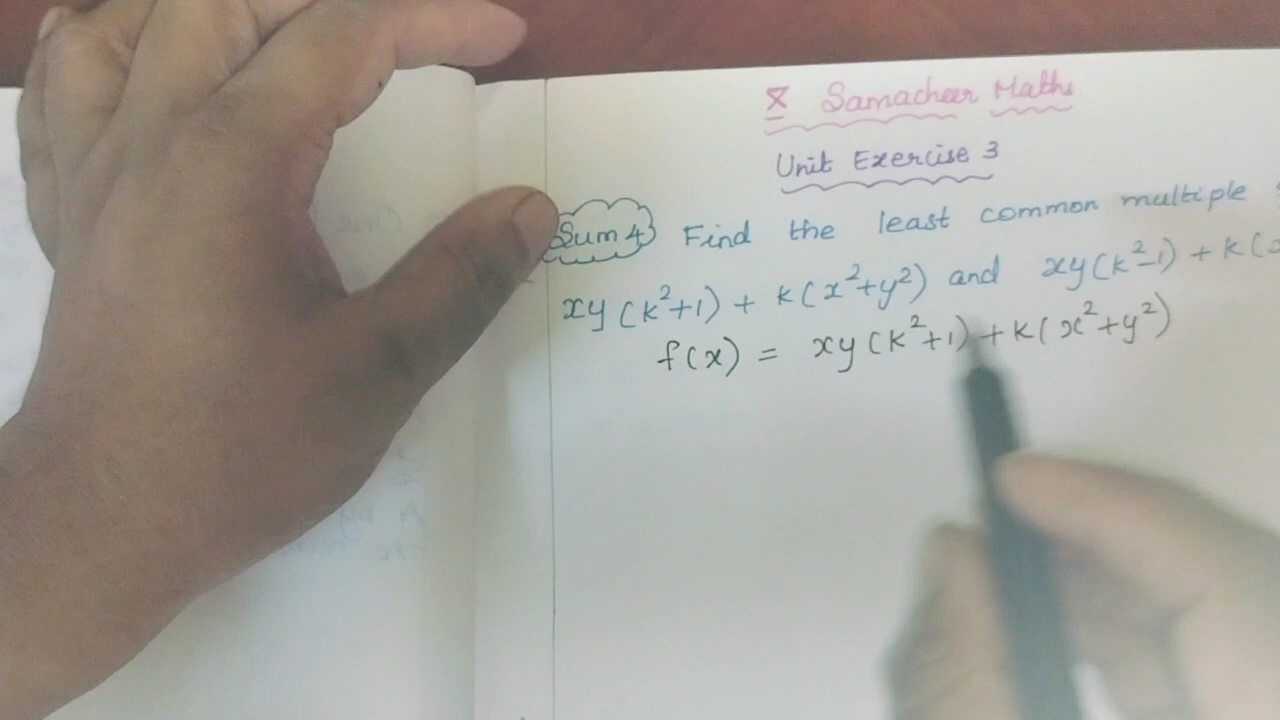 X Samacheer Maths
Unit Exercise 3
Sum 4 Find the least common multiple
xy(k²+1) + k(x²+y²) and xy(k²-1) + k(
f(x) = xy(k²+1) + k(x²+y²)